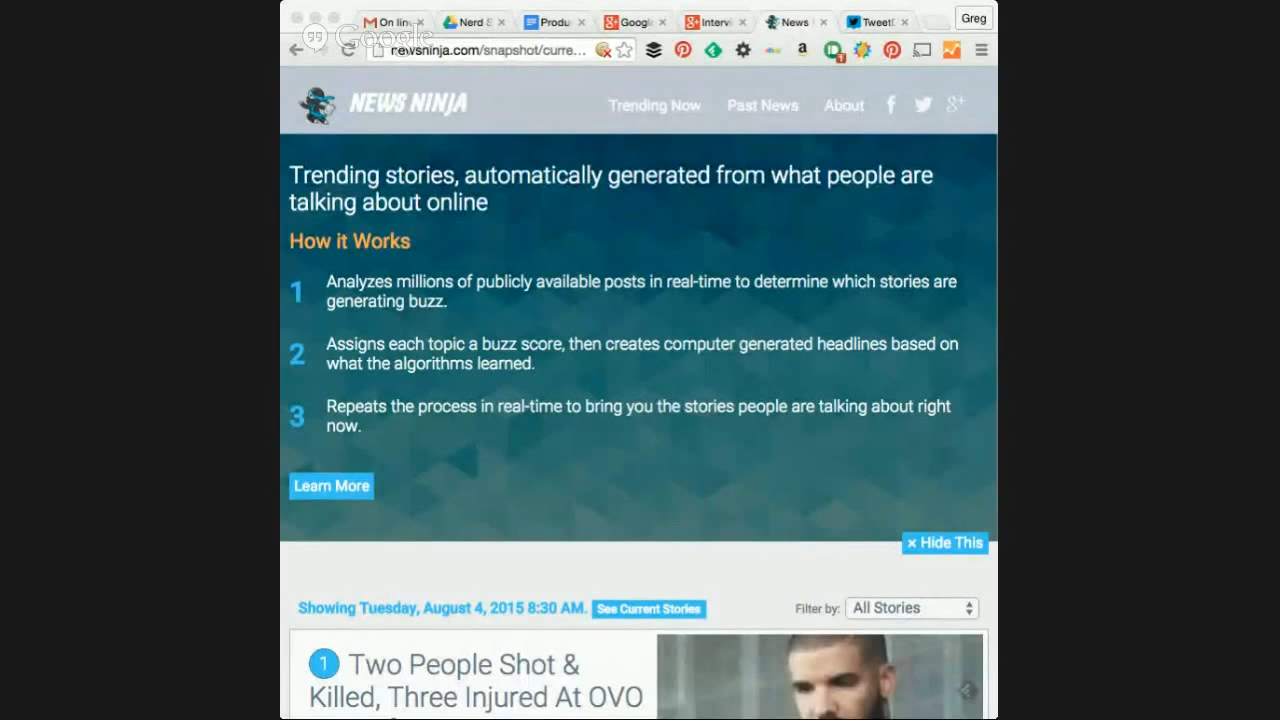 On lin
Nerd &
Produ
Googl
Interv
News
Tweet
Greg
Google
newsninja.com/snapshot/curre...
NEWS NINJA
Trending Now
Past News
About
Trending stories, automatically generated from what people are
talking about online
How it Works
1 Analyzes millions of publicly available posts in real-time to determine which stories are
generating buzz.
2 Assigns each topic a buzz score, then creates computer generated headlines based on
what the algorithms learned.
3 Repeats the process in real-time to bring you the stories people are talking about right
now.
Learn More
× Hide This
Showing Tuesday, August 4, 2015 8:30 AM. See Current Stories
Filter by: All Stories
1 Two People Shot &
Killed, Three Injured At OVO